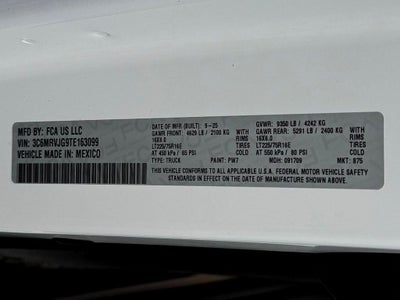 MFD BY: FCA US LLC
VIN: 3C6MRVJG9TE163099
VEHICLE MADE IN: MEXICO
DATE OF MFR (BUILT): 9-25
GVWR: 9350 LB / 4242 KG
GAWR FRONT: 4629 LB / 2100 KG WITH
GAWR REAR: 5291 LB / 2400 KG WITH
16X6.0 RIMS
16X6.0 RIMS
LT225/75R16E TIRES
LT225/75R16E TIRES
AT 450 kPa / 65 PSI COLD
AT 550 kPa / 80 PSI COLD
TYPE: TRUCK PAINT: PW7 MDH: 091709 MKT: 875
THIS VEHICLE CONFORMS TO ALL APPLICABLE U.S.A. FEDERAL MOTOR VEHICLE SAFETY
STANDARDS IN EFFECT ON THE DATE OF MANUFACTURE SHOWN ABOVE.